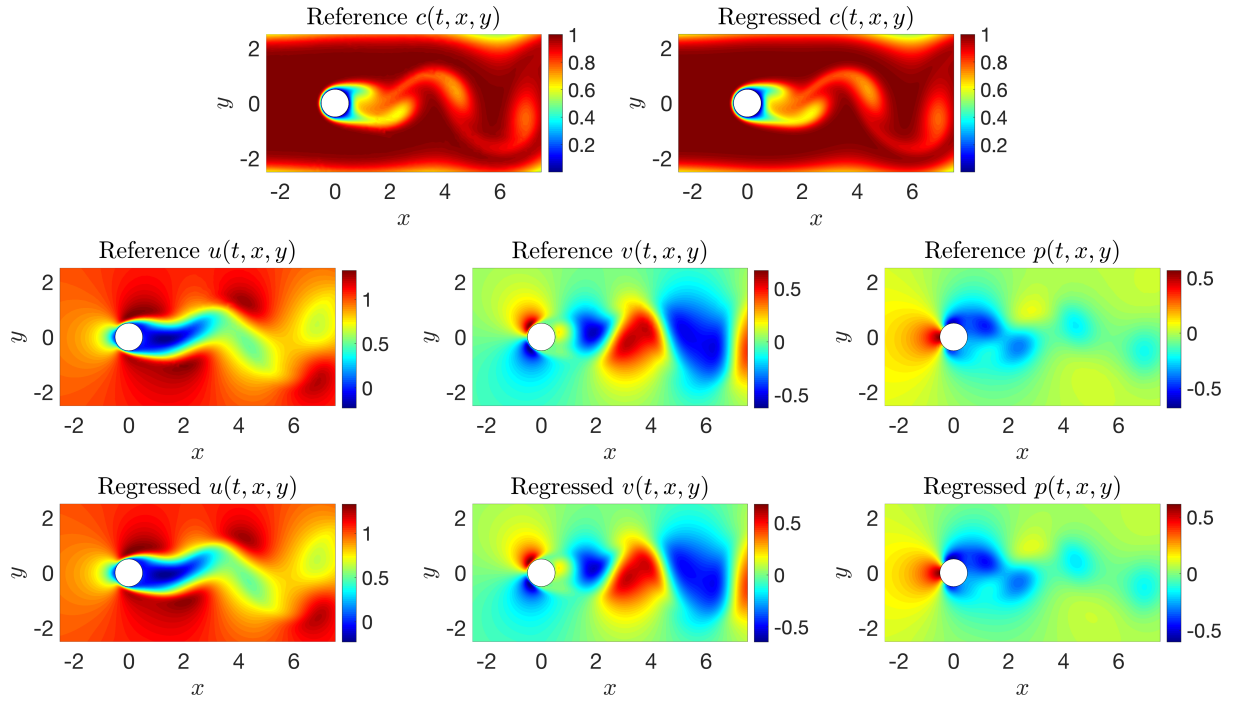 Reference c(t, x, y)
2
0
-2
-2 0 2 4 6
x
y
1
0.8
0.6
0.4
0.2
Regressed c(t, x, y)
2
0
-2
-2 0 2 4 6
x
y
1
0.8
0.6
0.4
0.2
Reference u(t, x, y)
2
0
-2
-2 0 2 4 6
x
y
1
0.5
0
Reference v(t, x, y)
2
0
-2
-2 0 2 4 6
x
y
0.5
0
-0.5
Reference p(t, x, y)
2
0
-2
-2 0 2 4 6
x
y
0.5
0
-0.5
Regressed u(t, x, y)
2
0
-2
-2 0 2 4 6
x
y
1
0.5
0
Regressed v(t, x, y)
2
0
-2
-2 0 2 4 6
x
y
0.5
0
-0.5
Regressed p(t, x, y)
2
0
-2
-2 0 2 4 6
x
y
0.5
0
-0.5